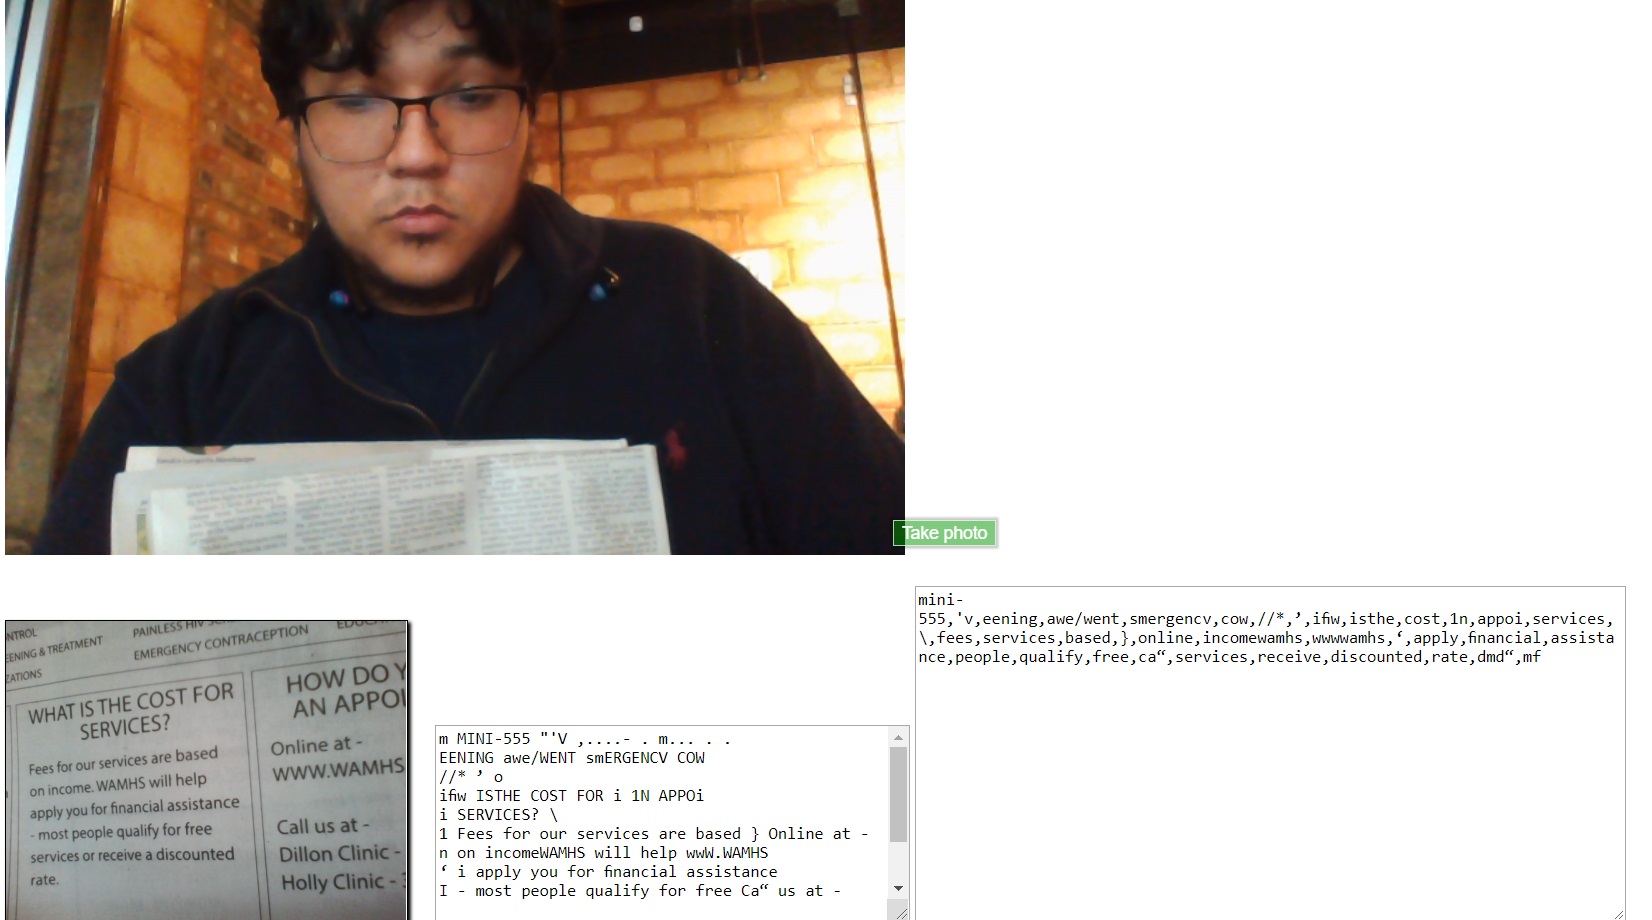 Take photo
NTROL
PAINLESS HIV
EENING & TREATMENT
EMERGENCY CONTRACEPTION
ZATIONS
WHAT IS THE COST FOR
SERVICES?
Fees for our services are based
on income. WAMHS will help
apply you for financial assistance
- most people qualify for free
services or receive a discounted
rate.
HOW DO Y
AN APPOI
Online at -
WWW.WAMHS
Call us at -
Dillon Clinic -
Holly Clinic -
m MINI-555 "'V ,....- . m... . .
EENING awe/WENT smERGENCV COW
//* ’ o
ifiw ISTHE COST FOR i 1N APPOi
i SERVICES? \
1 Fees for our services are based } Online at -
n on incomeWAMHS will help wwW.WAMHS
‘ i apply you for financial assistance
I - most people qualify for free Ca“ us at -
mini-
555,'v,eening,awe/went,smergencv,cow,//*,’,ifiw,isthe,cost,1n,appoi,services,
\,fees,services,based,},online,incomewamhs,wwwwamhs,‘,apply,financial,assista
nce,people,qualify,free,ca“,services,receive,discounted,rate,dmd“,mf